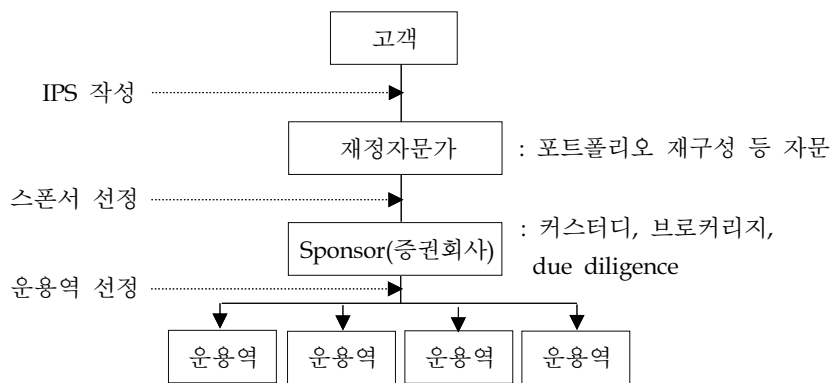 고객
IPS 작성
재정자문가 : 포트폴리오 재구성 등 자문
스폰서 선정
Sponsor(증권회사) : 커스터디, 브로커리지,
due diligence
운용역 선정
운용역 운용역 운용역 운용역